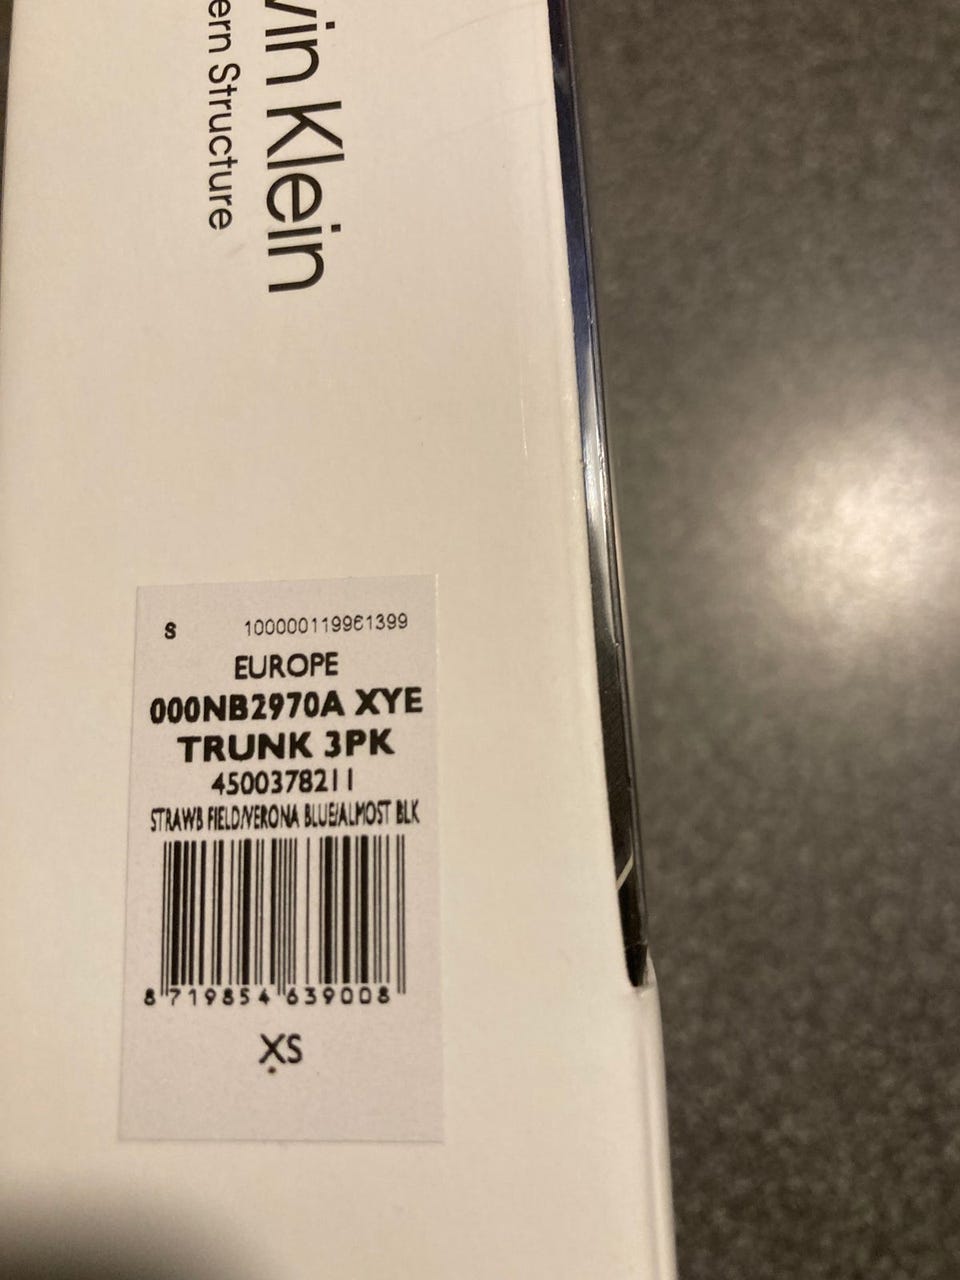 vin Klein
ern Structure
S 100000119961399
EUROPE
000NB2970A XYE
TRUNK 3PK
4500378211
STRAWB FIELD/VERONA BLUE/ALMOST BLK
8 719854 639008
XS